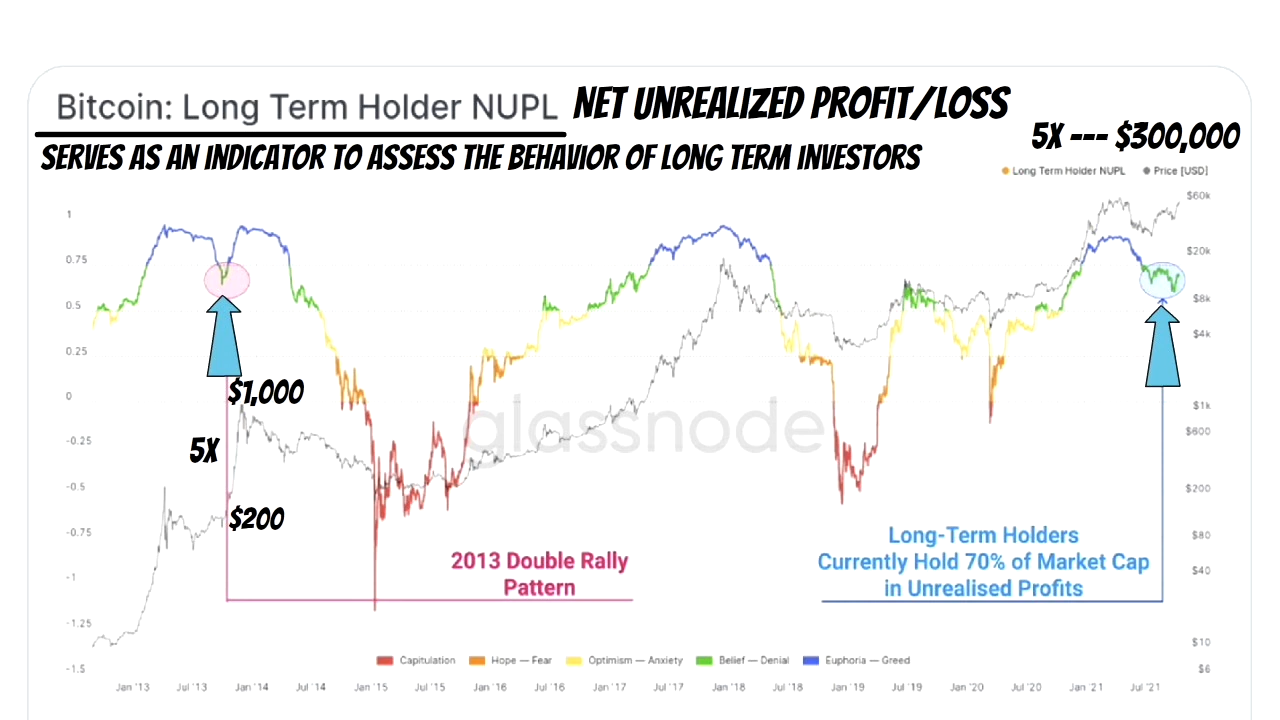 Bitcoin: Long Term Holder NUPL NET UNREALIZED PROFIT/LOSS
SERVES AS AN INDICATOR TO ASSESS THE BEHAVIOR OF LONG TERM INVESTORS
5X --- $300,000
Long Term Holder NUPL Price [USD]
1
0.75
0.5
0.25
0
-0.25
-0.5
-0.75
-1
-1.25
-1.5
$60k
$20k
$8k
$4k
$1k
$600
$200
$80
$40
$10
$6
$1,000
5X
$200
glassnode
2013 Double Rally
Pattern
Long-Term Holders
Currently Hold 70% of Market Cap
in Unrealised Profits
Capitulation Hope — Fear Optimism — Anxiety Belief — Denial Euphoria — Greed
Jan '13 Jul '13 Jan '14 Jul '14 Jan '15 Jul '15 Jan '16 Jul '16 Jan '17 Jul '17 Jan '18 Jul '18 Jan '19 Jul '19 Jan '20 Jul '20 Jan '21 Jul '21